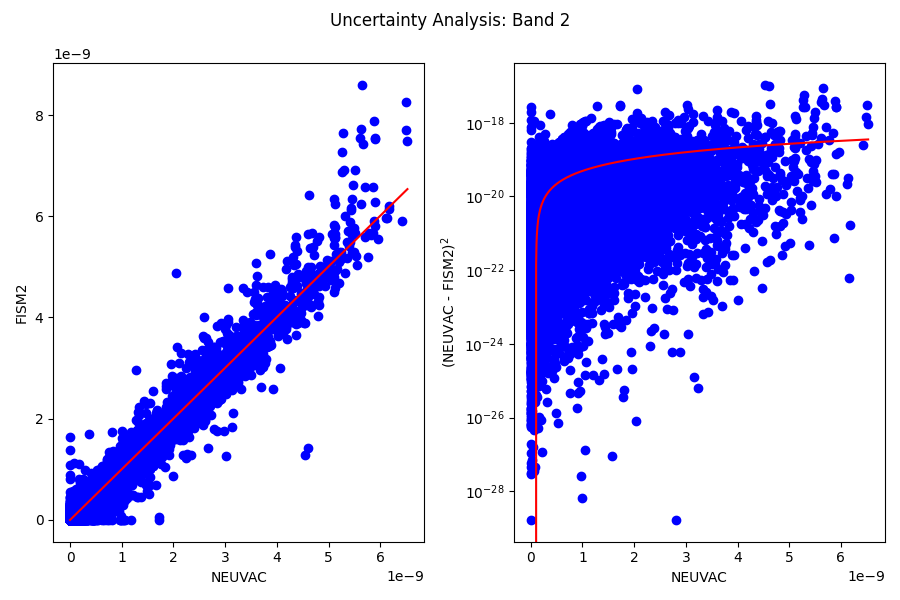 Uncertainty Analysis: Band 2
1e−9
8
6
4
2
0
FISM2
0 1 2 3 4 5 6
NEUVAC
1e−9
10⁻¹⁸
10⁻²⁰
10⁻²²
10⁻²⁴
10⁻²⁶
10⁻²⁸
(NEUVAC - FISM2)²
0 1 2 3 4 5 6
NEUVAC
1e−9